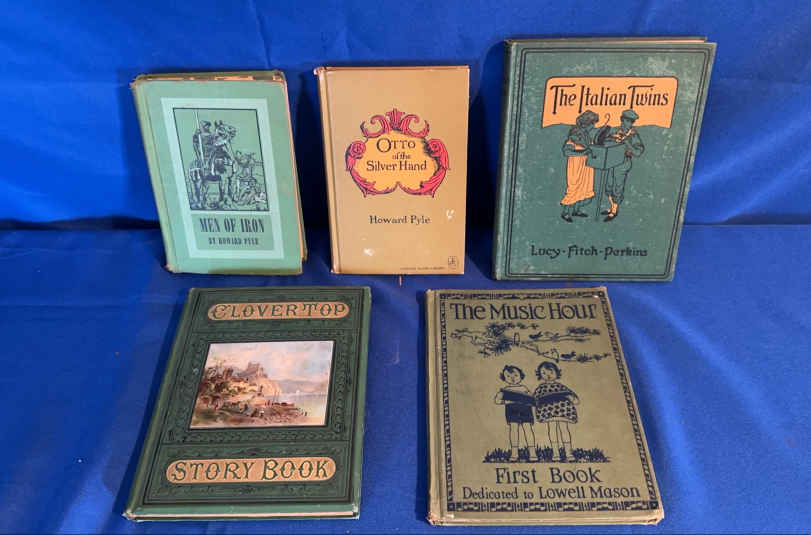 MEN OF IRON
BY HOWARD PYLE
OTTO
of the
Silver Hand
Howard Pyle
The Italian Twins
Lucy·Fitch·Perkins
CLOVERTOP
STORY BOOK
The Music Hour
First Book
Dedicated to Lowell Mason